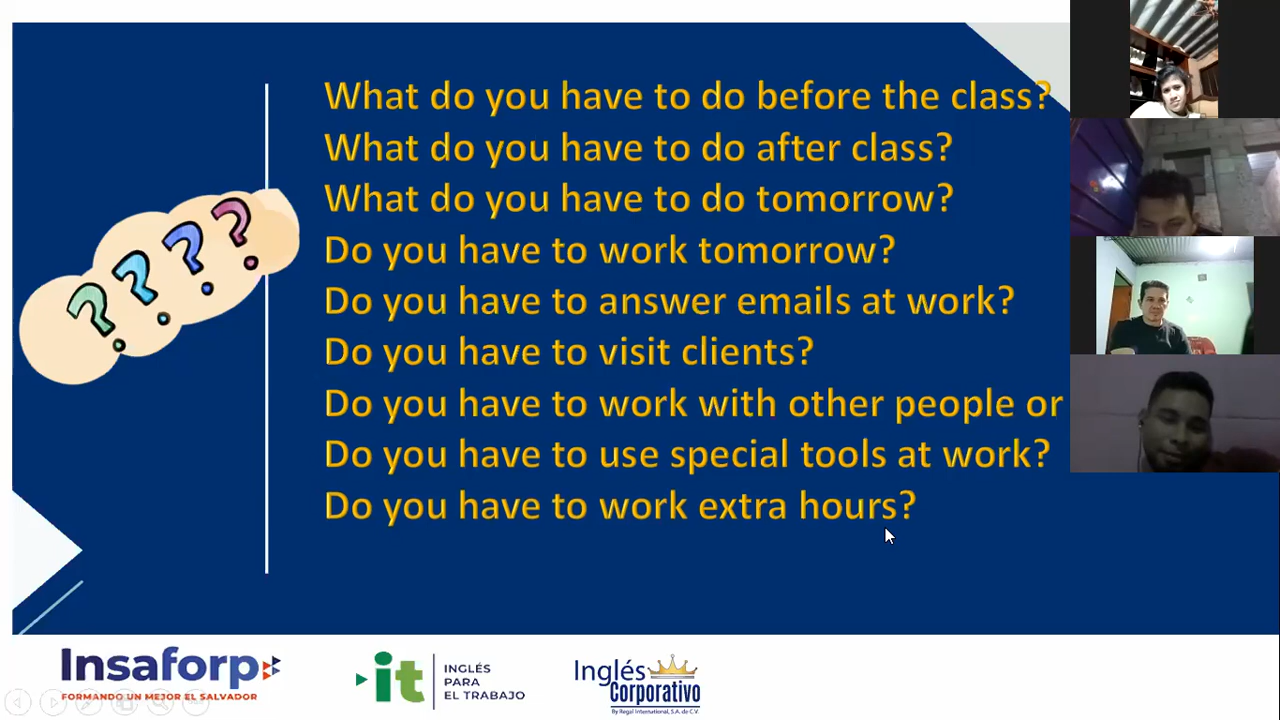 What do you have to do before the class?
What do you have to do after class?
What do you have to do tomorrow?
Do you have to work tomorrow?
Do you have to answer emails at work?
Do you have to visit clients?
Do you have to work with other people or
Do you have to use special tools at work?
Do you have to work extra hours?
? ? ? ?
Insaforp
FORMANDO UN MEJOR EL SALVADOR
it
INGLÉS
PARA
EL TRABAJO
Inglés
Corporativo
By Regal International, S.A. de C.V.